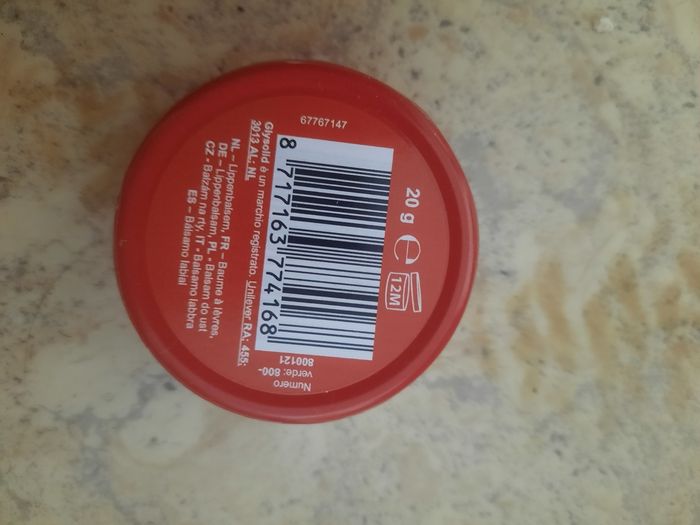 67767147
20 g e
12M
8 717163 774168
Glysolid è un marchio registrato. Unilever RA: 455;
3013 AL; NL
NL – Lippenbalsem, FR – Baume à lèvres,
DE – Lippenbalsam, PL - Balsam do ust
CZ - Balzám na rty, IT - Balsamo labbra
ES – Bálsamo labial
Numero
verde: 800-
800121